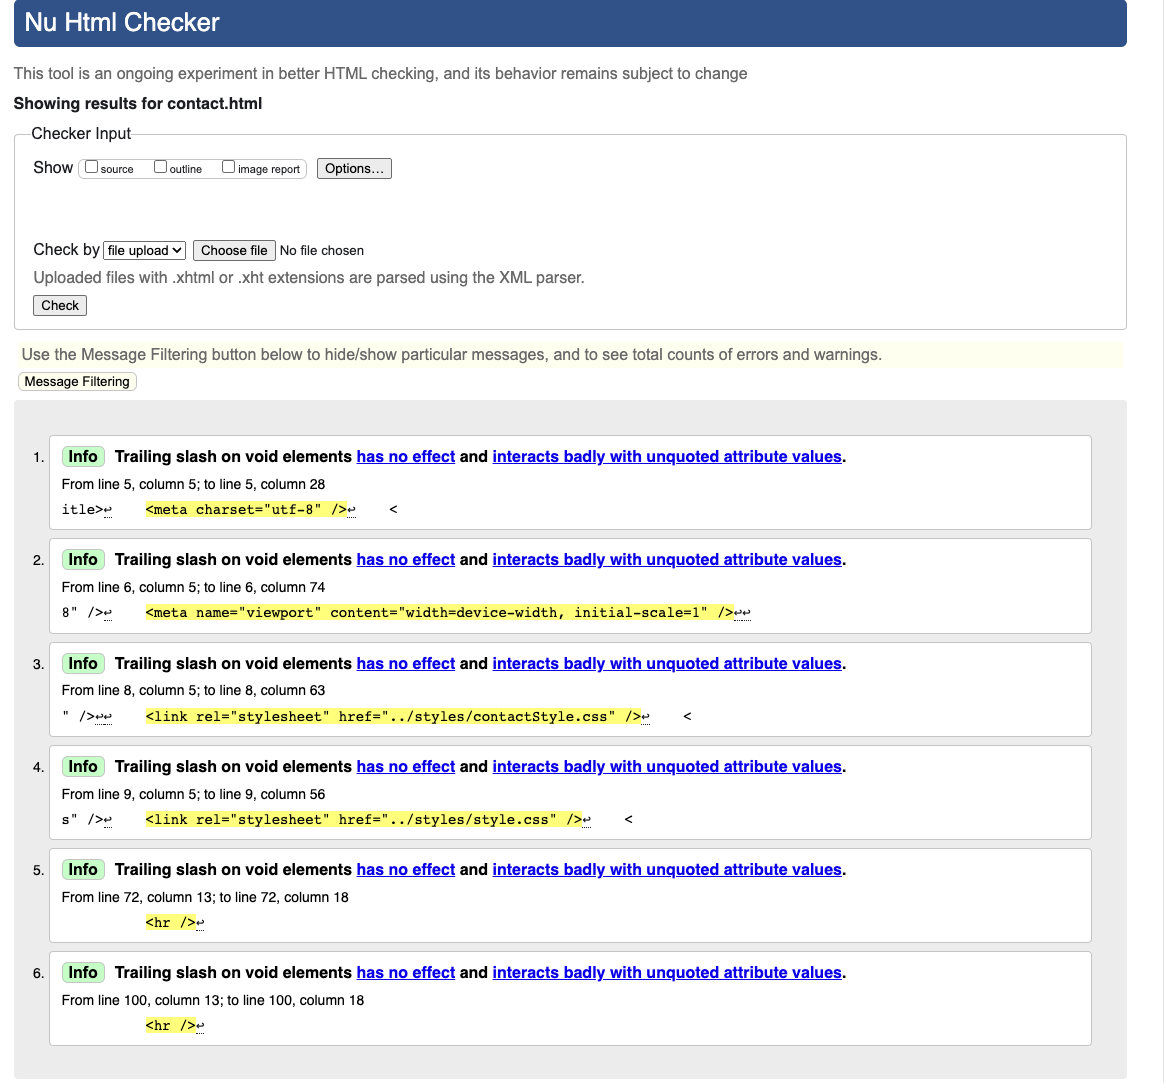 Nu Html Checker
This tool is an ongoing experiment in better HTML checking, and its behavior remains subject to change
Showing results for contact.html
Checker Input
Show source outline image report Options...
Check by file upload Choose file No file chosen
Uploaded files with .xhtml or .xht extensions are parsed using the XML parser.
Check
Use the Message Filtering button below to hide/show particular messages, and to see total counts of errors and warnings.
Message Filtering
1. Info Trailing slash on void elements has no effect and interacts badly with unquoted attribute values.
From line 5, column 5; to line 5, column 28
itle>↩    <meta charset="utf-8" />↩    <
2. Info Trailing slash on void elements has no effect and interacts badly with unquoted attribute values.
From line 6, column 5; to line 6, column 74
8" />↩    <meta name="viewport" content="width=device-width, initial-scale=1" />↩↩
3. Info Trailing slash on void elements has no effect and interacts badly with unquoted attribute values.
From line 8, column 5; to line 8, column 63
" />↩↩    <link rel="stylesheet" href="../styles/contactStyle.css" />↩    <
4. Info Trailing slash on void elements has no effect and interacts badly with unquoted attribute values.
From line 9, column 5; to line 9, column 56
s" />↩    <link rel="stylesheet" href="../styles/style.css" />↩    <
5. Info Trailing slash on void elements has no effect and interacts badly with unquoted attribute values.
From line 72, column 13; to line 72, column 18
<hr />↩
6. Info Trailing slash on void elements has no effect and interacts badly with unquoted attribute values.
From line 100, column 13; to line 100, column 18
<hr />↩